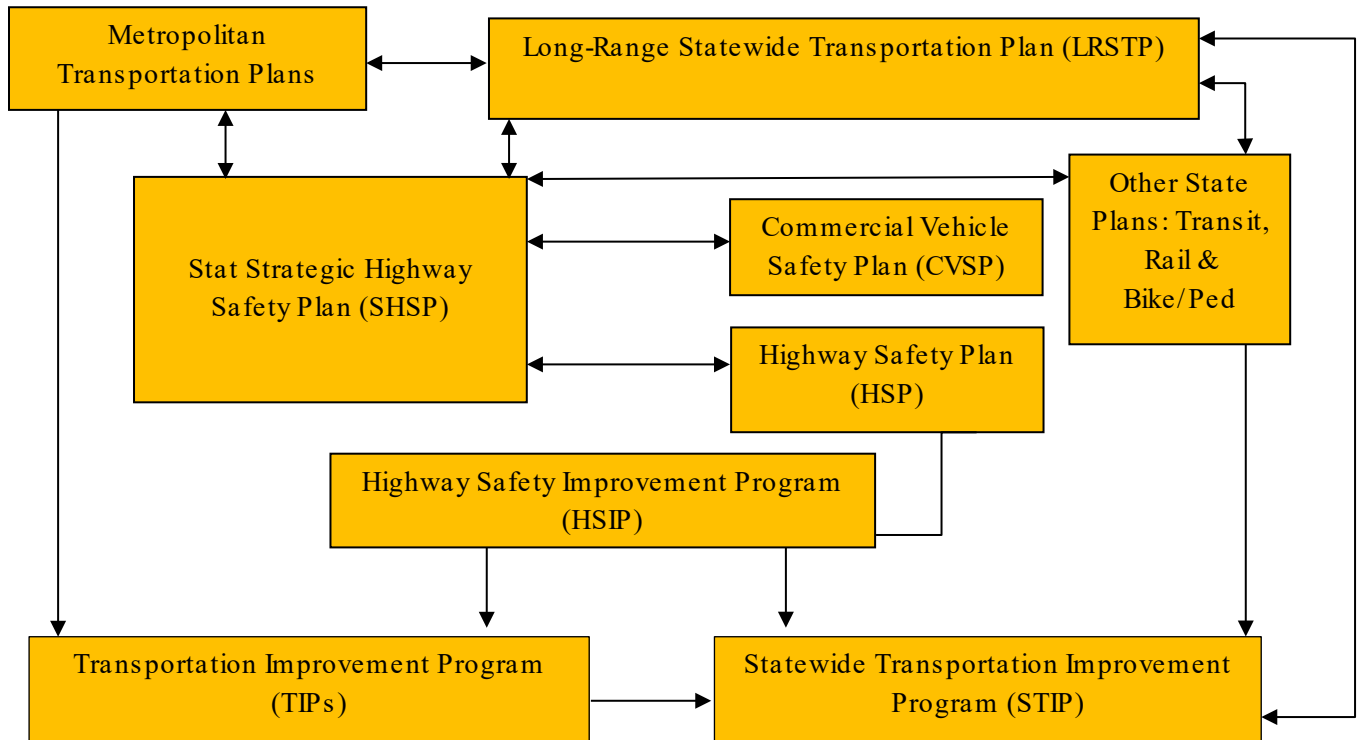 Metropolitan
Transportation Plans
Long-Range Statewide Transportation Plan (LRSTP)
Other State
Plans: Transit,
Rail &
Bike/Ped
Commercial Vehicle
Safety Plan (CVSP)
Stat Strategic Highway
Safety Plan (SHSP)
Highway Safety Plan
(HSP)
Highway Safety Improvement Program
(HSIP)
Transportation Improvement Program
(TIPs)
Statewide Transportation Improvement
Program (STIP)